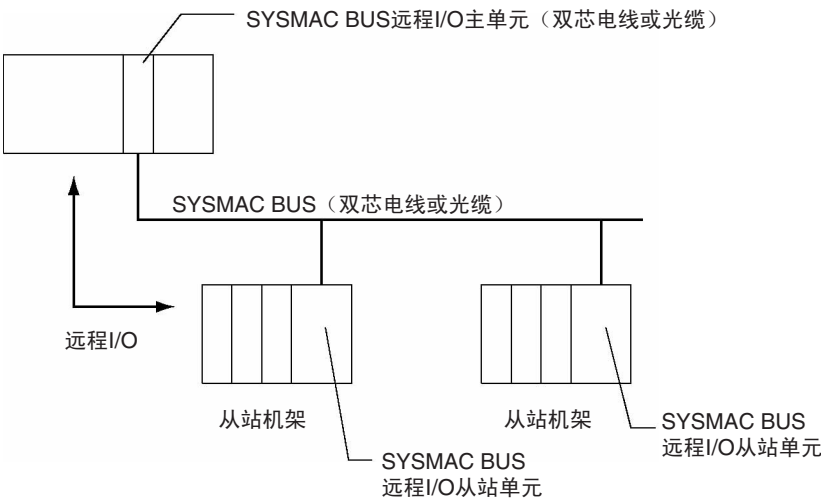 SYSMAC BUS远程I/O主单元（双芯电线或光缆）
SYSMAC BUS（双芯电线或光缆）
远程I/O
从站机架
从站机架
SYSMAC BUS
远程I/O从站单元
SYSMAC BUS
远程I/O从站单元